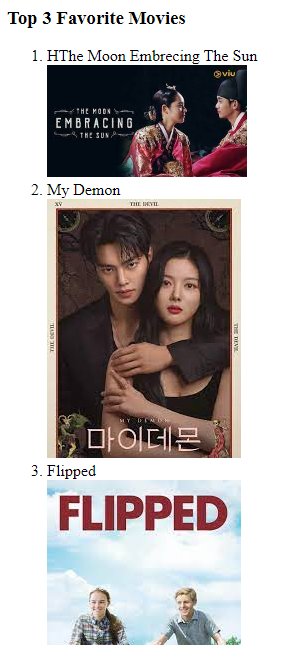 Top 3 Favorite Movies
1. HThe Moon Embrecing The Sun
viu
THE MOON
EMBRACING
THE SUN
2. My Demon
XV THE DEVIL
THE DEVIL
THE DEVIL
MY DEMON
마이데몬
3. Flipped
FLIPPED